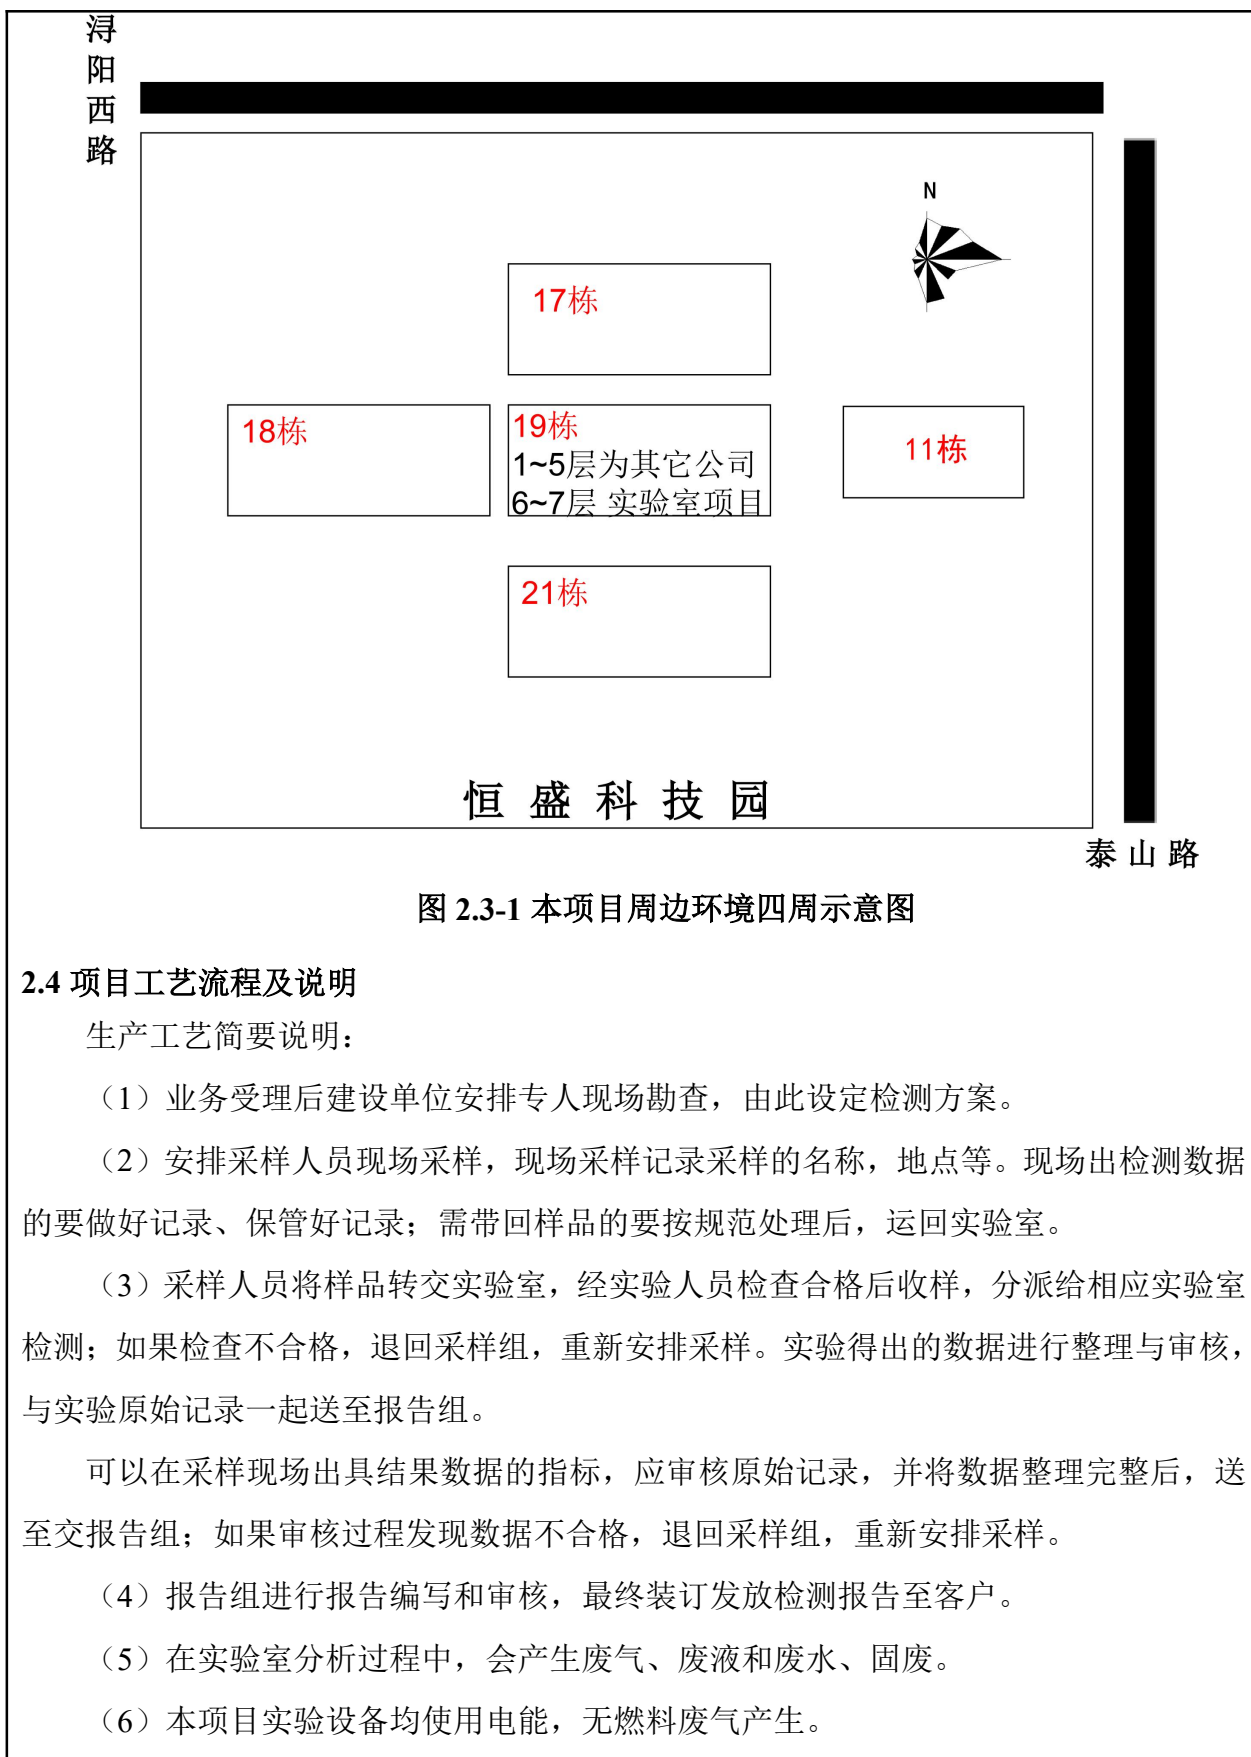 浔阳西路
N
17栋
18栋
19栋
1~5层为其它公司
6~7层 实验室项目
11栋
21栋
恒盛科技园
泰山路
图 2.3-1 本项目周边环境四周示意图
2.4 项目工艺流程及说明
生产工艺简要说明：
（1）业务受理后建设单位安排专人现场勘查，由此设定检测方案。
（2）安排采样人员现场采样，现场采样记录采样的名称，地点等。现场出检测数据
的要做好记录、保管好记录；需带回样品的要按规范处理后，运回实验室。
（3）采样人员将样品转交实验室，经实验人员检查合格后收样，分派给相应实验室
检测；如果检查不合格，退回采样组，重新安排采样。实验得出的数据进行整理与审核，
与实验原始记录一起送至报告组。
可以在采样现场出具结果数据的指标，应审核原始记录，并将数据整理完整后，送
至交报告组；如果审核过程发现数据不合格，退回采样组，重新安排采样。
（4）报告组进行报告编写和审核，最终装订发放检测报告至客户。
（5）在实验室分析过程中，会产生废气、废液和废水、固废。
（6）本项目实验设备均使用电能，无燃料废气产生。